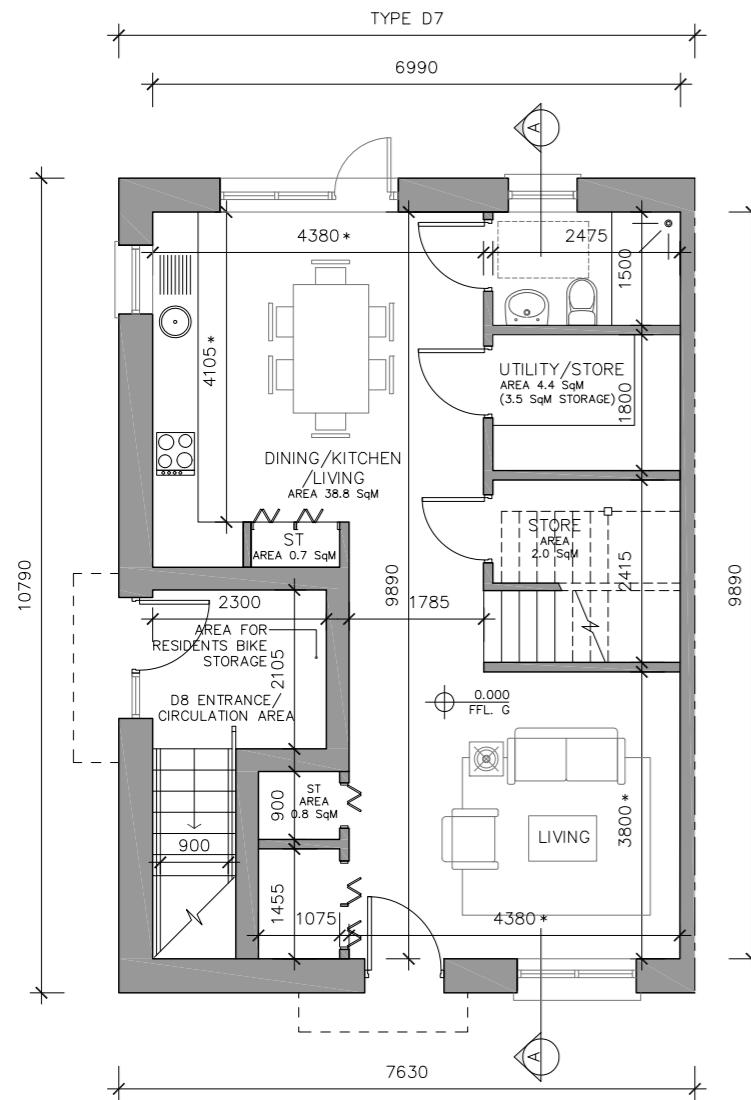 TYPE D7
6990
A
4380*
2475
1500
4105*
UTILITY/STORE
AREA 4.4 SqM
(3.5 SqM STORAGE)
1800
DINING/KITCHEN
/LIVING
AREA 38.8 SqM
ST
AREA 0.7 SqM
STORE
AREA
2.0 SqM
2415
10790
9890
9890
2300
1785
AREA FOR
RESIDENTS BIKE
STORAGE
2105
D8 ENTRANCE/
CIRCULATION AREA
0.000
FFL. G
ST
AREA
0.8 SqM
900
900
LIVING
3800*
1455
1075
4380*
A
7630